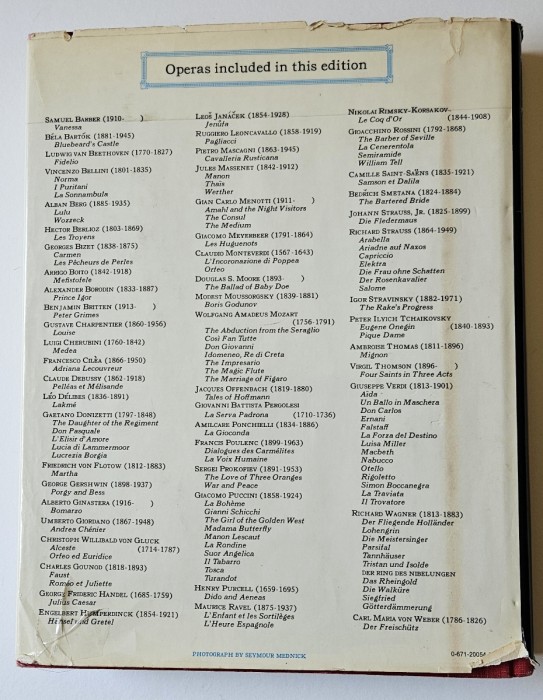 Operas included in this edition
SAMUEL BARBER (1910- )
Vanessa
BÉLA BARTÓK (1881-1945)
Bluebeard's Castle
LUDWIG VAN BEETHOVEN (1770-1827)
Fidelio
VINCENZO BELLINI (1801-1835)
Norma
I Puritani
La Sonnambula
ALBAN BERG (1885-1935)
Lulu
Wozzeck
HECTOR BERLIOZ (1803-1869)
Les Troyens
GEORGES BIZET (1838-1875)
Carmen
Les Pêcheurs de Perles
ARRIGO BOITO (1842-1918)
Mefistofele
ALEXANDER BORODIN (1833-1887)
Prince Igor
BENJAMIN BRITTEN (1913- )
Peter Grimes
GUSTAVE CHARPENTIER (1860-1956)
Louise
LUIGI CHERUBINI (1760-1842)
Medea
FRANCESCO CILÈA (1866-1950)
Adriana Lecouvreur
CLAUDE DEBUSSY (1862-1918)
Pelléas et Mélisande
LÉO DÉLIBES (1836-1891)
Lakmé
GAETANO DONIZETTI (1797-1848)
The Daughter of the Regiment
Don Pasquale
L'Elisir d'Amore
Lucia di Lammermoor
Lucrezia Borgia
FRIEDRICH VON FLOTOW (1812-1883)
Martha
GEORGE GERSHWIN (1898-1937)
Porgy and Bess
ALBERTO GINASTERA (1916- )
Bomarzo
UMBERTO GIORDANO (1867-1948)
Andrea Chénier
CHRISTOPH WILLIBALD VON GLUCK
Alceste (1714-1787)
Orfeo ed Euridice
CHARLES GOUNOD (1818-1893)
Faust
Roméo et Juliette
GEORGE FRIDERIC HANDEL (1685-1759)
Julius Caesar
ENGELBERT HUMPERDINCK (1854-1921)
Hänsel und Gretel
LEOŠ JANÁČEK (1854-1928)
Jenůfa
RUGGIERO LEONCAVALLO (1858-1919)
Pagliacci
PIETRO MASCAGNI (1863-1945)
Cavalleria Rusticana
JULES MASSENET (1842-1912)
Manon
Thaïs
Werther
GIAN CARLO MENOTTI (1911- )
Amahl and the Night Visitors
The Consul
The Medium
GIACOMO MEYERBEER (1791-1864)
Les Huguenots
CLAUDIO MONTEVERDI (1567-1643)
L'Incoronazione di Poppea
Orfeo
DOUGLAS S. MOORE (1893- )
The Ballad of Baby Doe
MODEST MOUSSORGSKY (1839-1881)
Boris Godunov
WOLFGANG AMADEUS MOZART
(1756-1791)
The Abduction from the Seraglio
Così Fan Tutte
Don Giovanni
Idomeneo, Re di Creta
The Impresario
The Magic Flute
The Marriage of Figaro
JACQUES OFFENBACH (1819-1880)
Tales of Hoffmann
GIOVANNI BATTISTA PERGOLESI
La Serva Padrona (1710-1736)
AMILCARE PONCHIELLI (1834-1886)
La Gioconda
FRANCIS POULENC (1899-1963)
Dialogues des Carmélites
La Voix Humaine
SERGEI PROKOFIEV (1891-1953)
The Love of Three Oranges
War and Peace
GIACOMO PUCCINI (1858-1924)
La Bohème
Gianni Schicchi
The Girl of the Golden West
Madama Butterfly
Manon Lescaut
La Rondine
Suor Angelica
Il Tabarro
Tosca
Turandot
HENRY PURCELL (1659-1695)
Dido and Aeneas
MAURICE RAVEL (1875-1937)
L'Enfant et les Sortilèges
L'Heure Espagnole
NIKOLAI RIMSKY-KORSAKOV
Le Coq d'Or (1844-1908)
GIOACCHINO ROSSINI (1792-1868)
The Barber of Seville
La Cenerentola
Semiramide
William Tell
CAMILLE SAINT-SAËNS (1835-1921)
Samson et Dalila
BEDŘICH SMETANA (1824-1884)
The Bartered Bride
JOHANN STRAUSS, JR. (1825-1899)
Die Fledermaus
RICHARD STRAUSS (1864-1949)
Arabella
Ariadne auf Naxos
Capriccio
Elektra
Die Frau ohne Schatten
Der Rosenkavalier
Salome
IGOR STRAVINSKY (1882-1971)
The Rake's Progress
PETER ILYICH TCHAIKOVSKY
Eugene Onegin (1840-1893)
Pique Dame
AMBROISE THOMAS (1811-1896)
Mignon
VIRGIL THOMSON (1896- )
Four Saints in Three Acts
GIUSEPPE VERDI (1813-1901)
Aïda
Un Ballo in Maschera
Don Carlos
Ernani
Falstaff
La Forza del Destino
Luisa Miller
Macbeth
Nabucco
Otello
Rigoletto
Simon Boccanegra
La Traviata
Il Trovatore
RICHARD WAGNER (1813-1883)
Der Fliegende Holländer
Lohengrin
Die Meistersinger
Parsifal
Tannhäuser
Tristan und Isolde
DER RING DES NIBELUNGEN
Das Rheingold
Die Walküre
Siegfried
Götterdämmerung
CARL MARIA VON WEBER (1786-1826)
Der Freischütz
PHOTOGRAPH BY SEYMOUR MEDNICK
0-671-20054